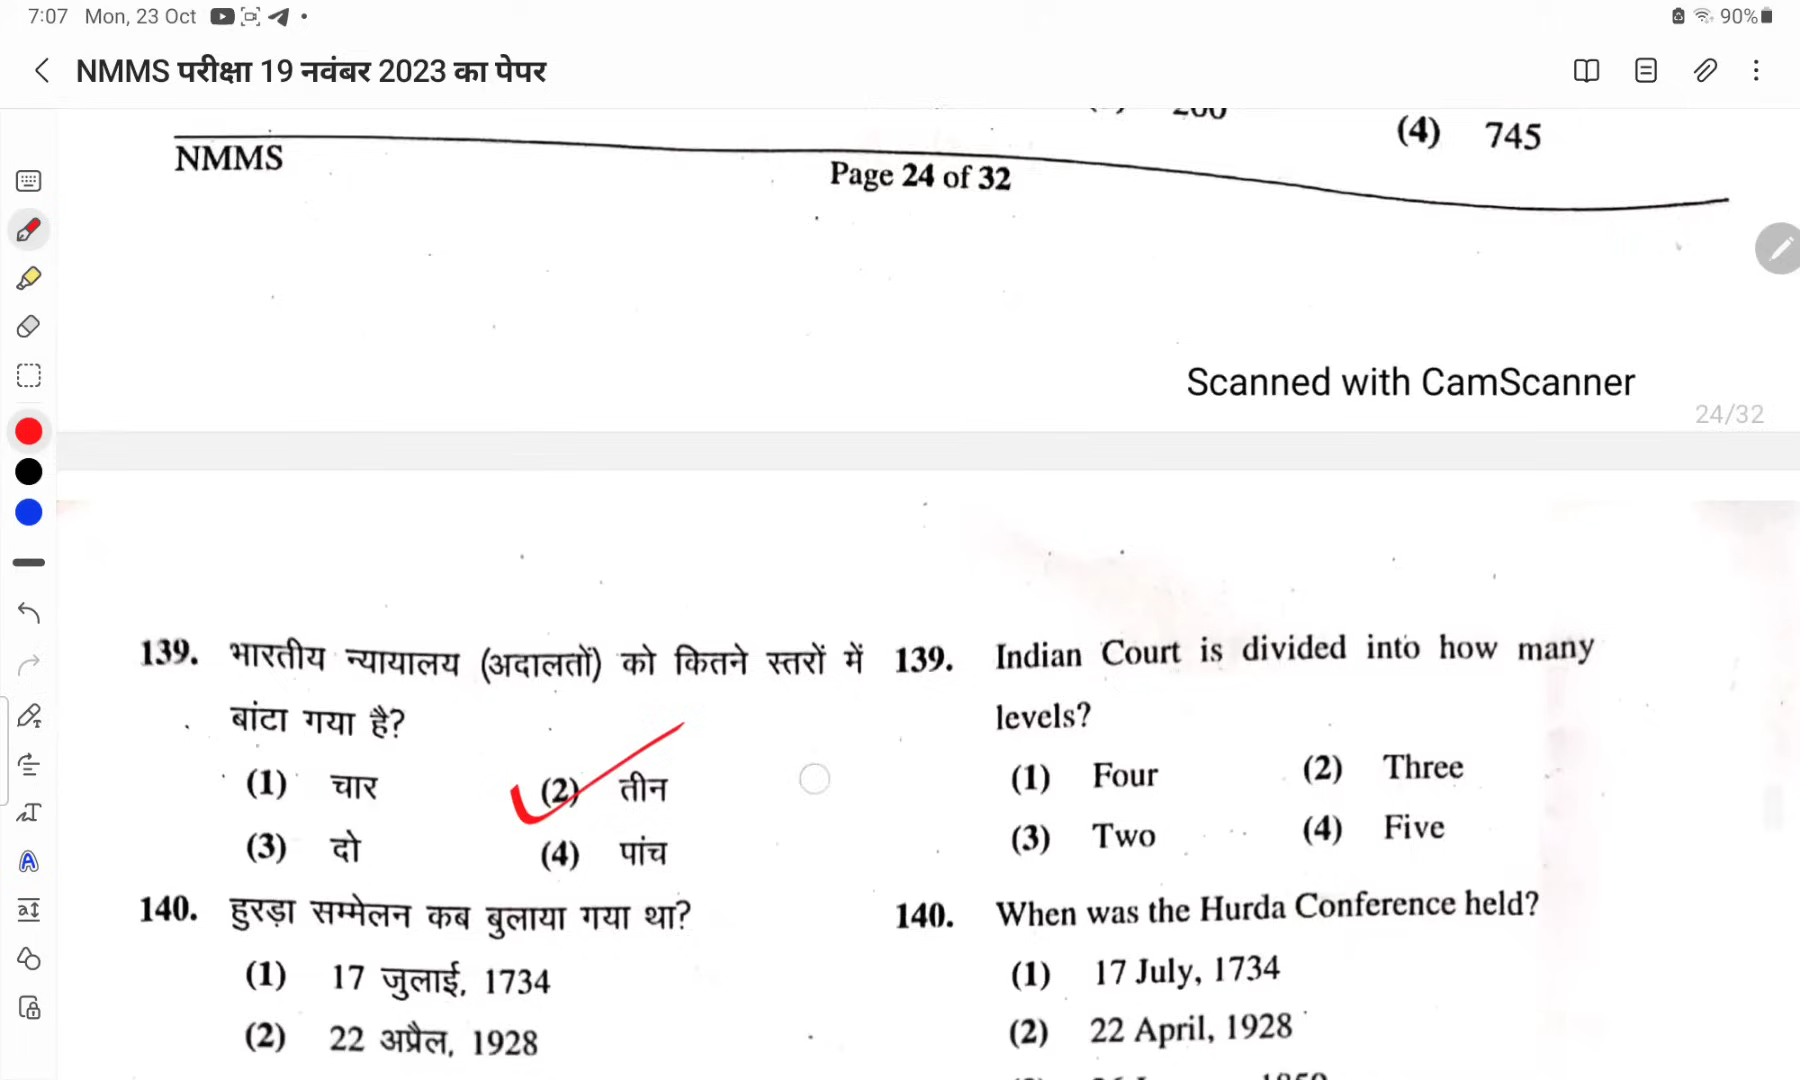 7:07 Mon, 23 Oct
90%
NMMS परीक्षा 19 नवंबर 2023 का पेपर
(4) 745
NMMS
Page 24 of 32
Scanned with CamScanner
24/32
139. भारतीय न्यायालय (अदालतों) को कितने स्तरों में
बांटा गया है?
(1) चार (2) तीन
(3) दो (4) पांच
140. हुरड़ा सम्मेलन कब बुलाया गया था?
(1) 17 जुलाई, 1734
(2) 22 अप्रैल, 1928
139. Indian Court is divided into how many
levels?
(1) Four (2) Three
(3) Two (4) Five
140. When was the Hurda Conference held?
(1) 17 July, 1734
(2) 22 April, 1928